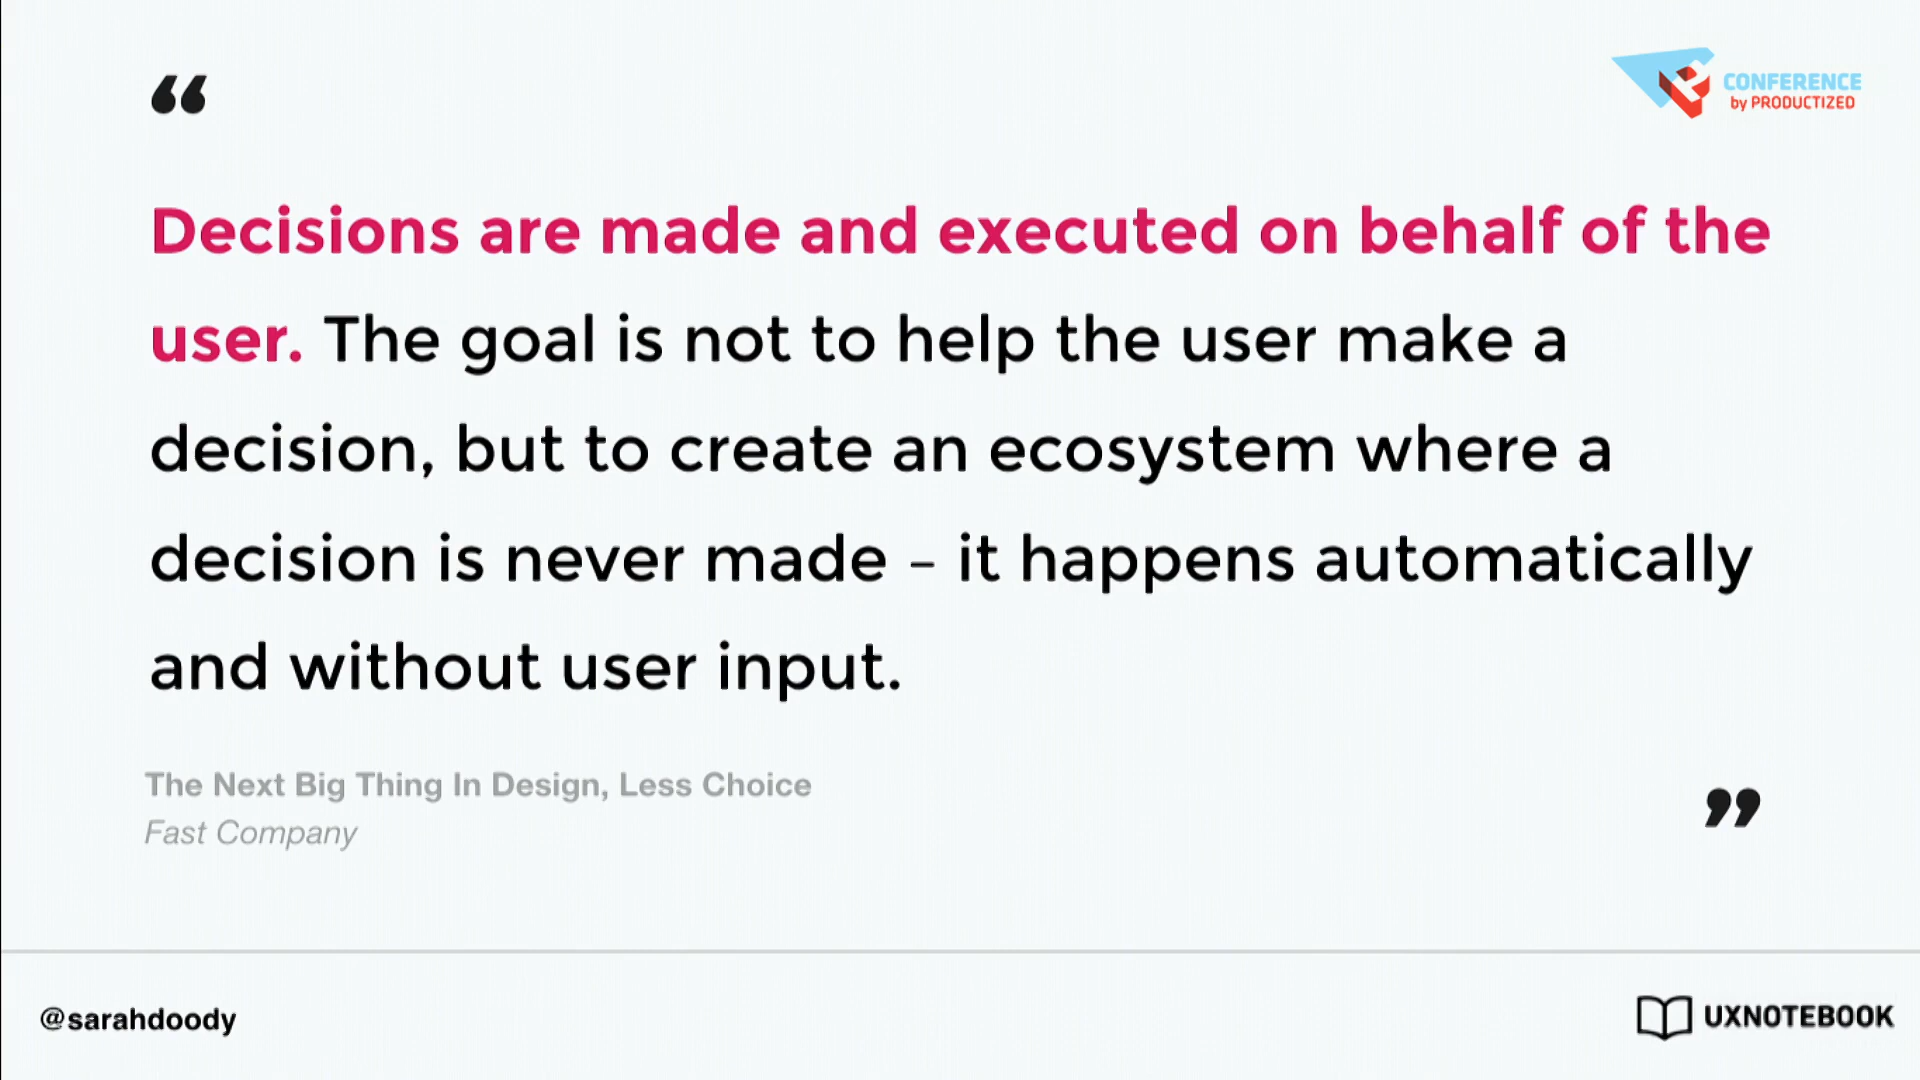 “
CONFERENCE
by PRODUCTIZED
Decisions are made and executed on behalf of the
user. The goal is not to help the user make a
decision, but to create an ecosystem where a
decision is never made – it happens automatically
and without user input.
The Next Big Thing In Design, Less Choice
Fast Company
”
@sarahdoody
UXNOTEBOOK